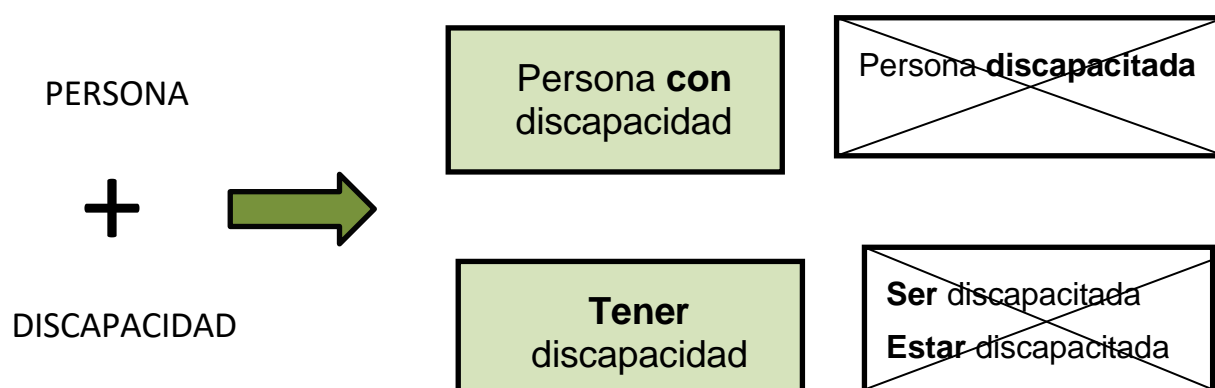 PERSONA
+
DISCAPACIDAD
Persona con
discapacidad
Persona discapacitada
Tener
discapacidad
Ser discapacitada
Estar discapacitada